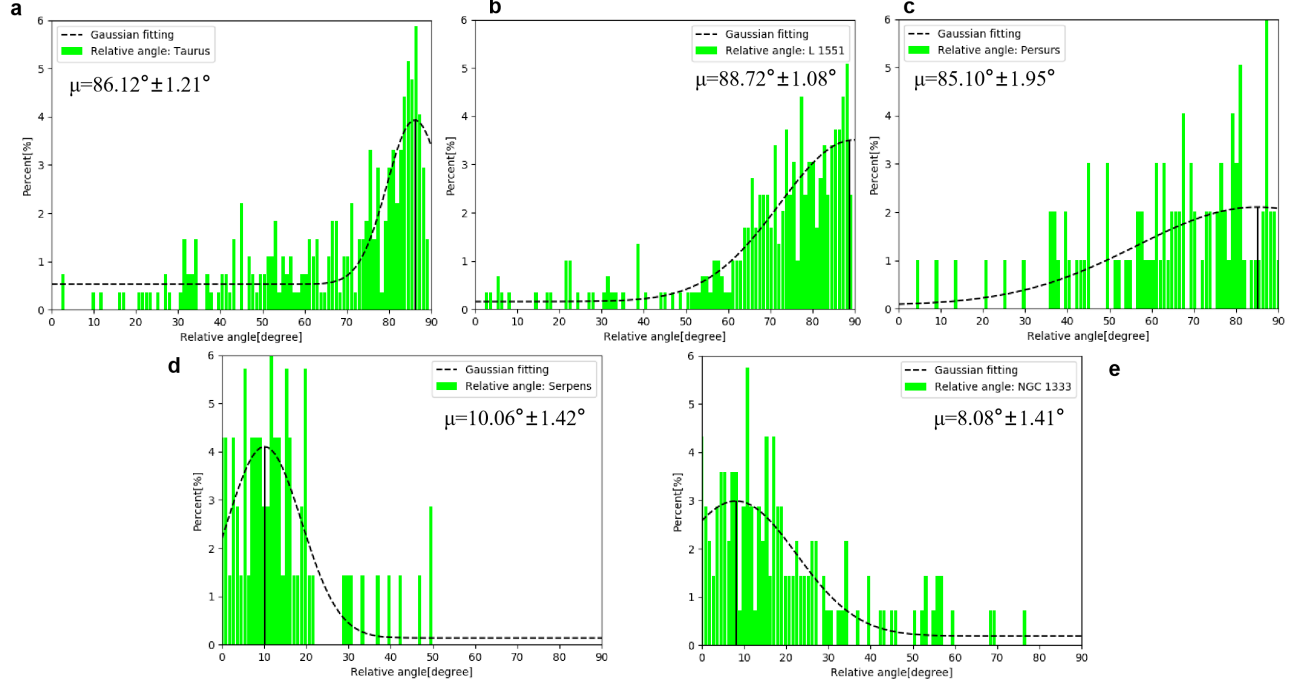 a
Gaussian fitting
Relative angle: Taurus
μ=86.12°±1.21°
Percent[%]
0 1 2 3 4 5 6
0 10 20 30 40 50 60 70 80 90
Relative angle[degree]
b
Gaussian fitting
Relative angle: L 1551
μ=88.72°±1.08°
Percent[%]
0 1 2 3 4 5 6
0 10 20 30 40 50 60 70 80 90
Relative angle[degree]
c
Gaussian fitting
Relative angle: Persurs
μ=85.10°±1.95°
Percent[%]
0 1 2 3 4 5 6
0 10 20 30 40 50 60 70 80 90
Relative angle[degree]
d
Gaussian fitting
Relative angle: Serpens
μ=10.06°±1.42°
Percent[%]
0 1 2 3 4 5 6
0 10 20 30 40 50 60 70 80 90
Relative angle[degree]
e
Gaussian fitting
Relative angle: NGC 1333
μ=8.08°±1.41°
Percent[%]
0 1 2 3 4 5 6
0 10 20 30 40 50 60 70 80 90
Relative angle[degree]